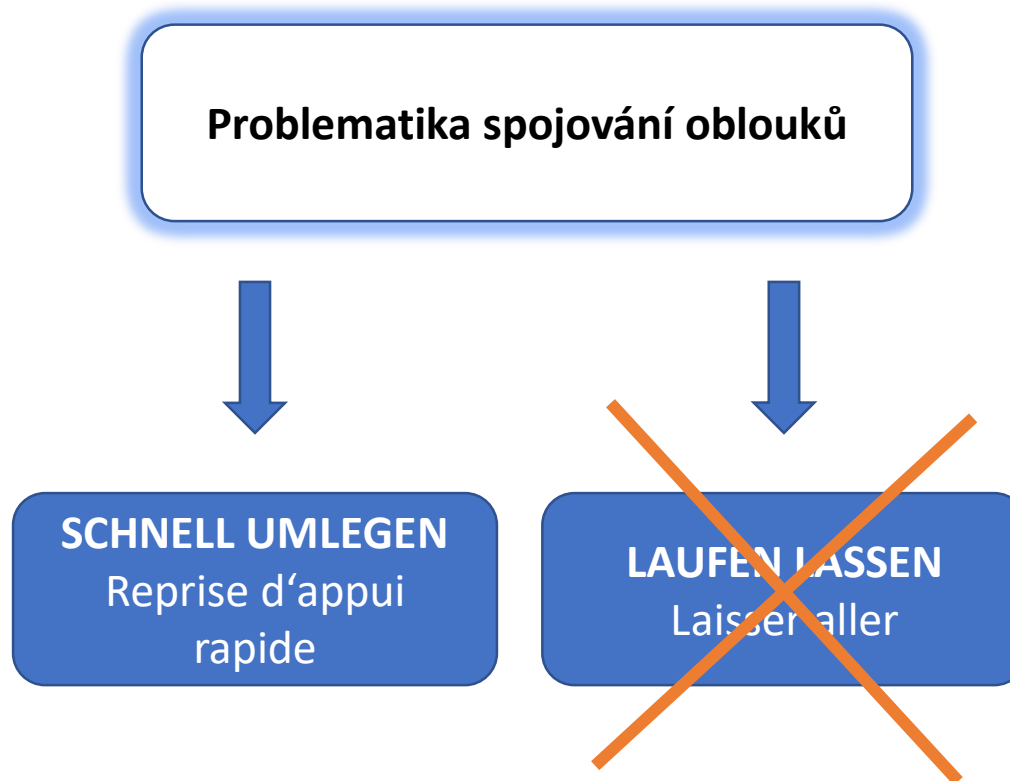 Problematika spojování oblouků
SCHNELL UMLEGEN
Reprise d‘appui
rapide
LAUFEN LASSEN
Laisser aller